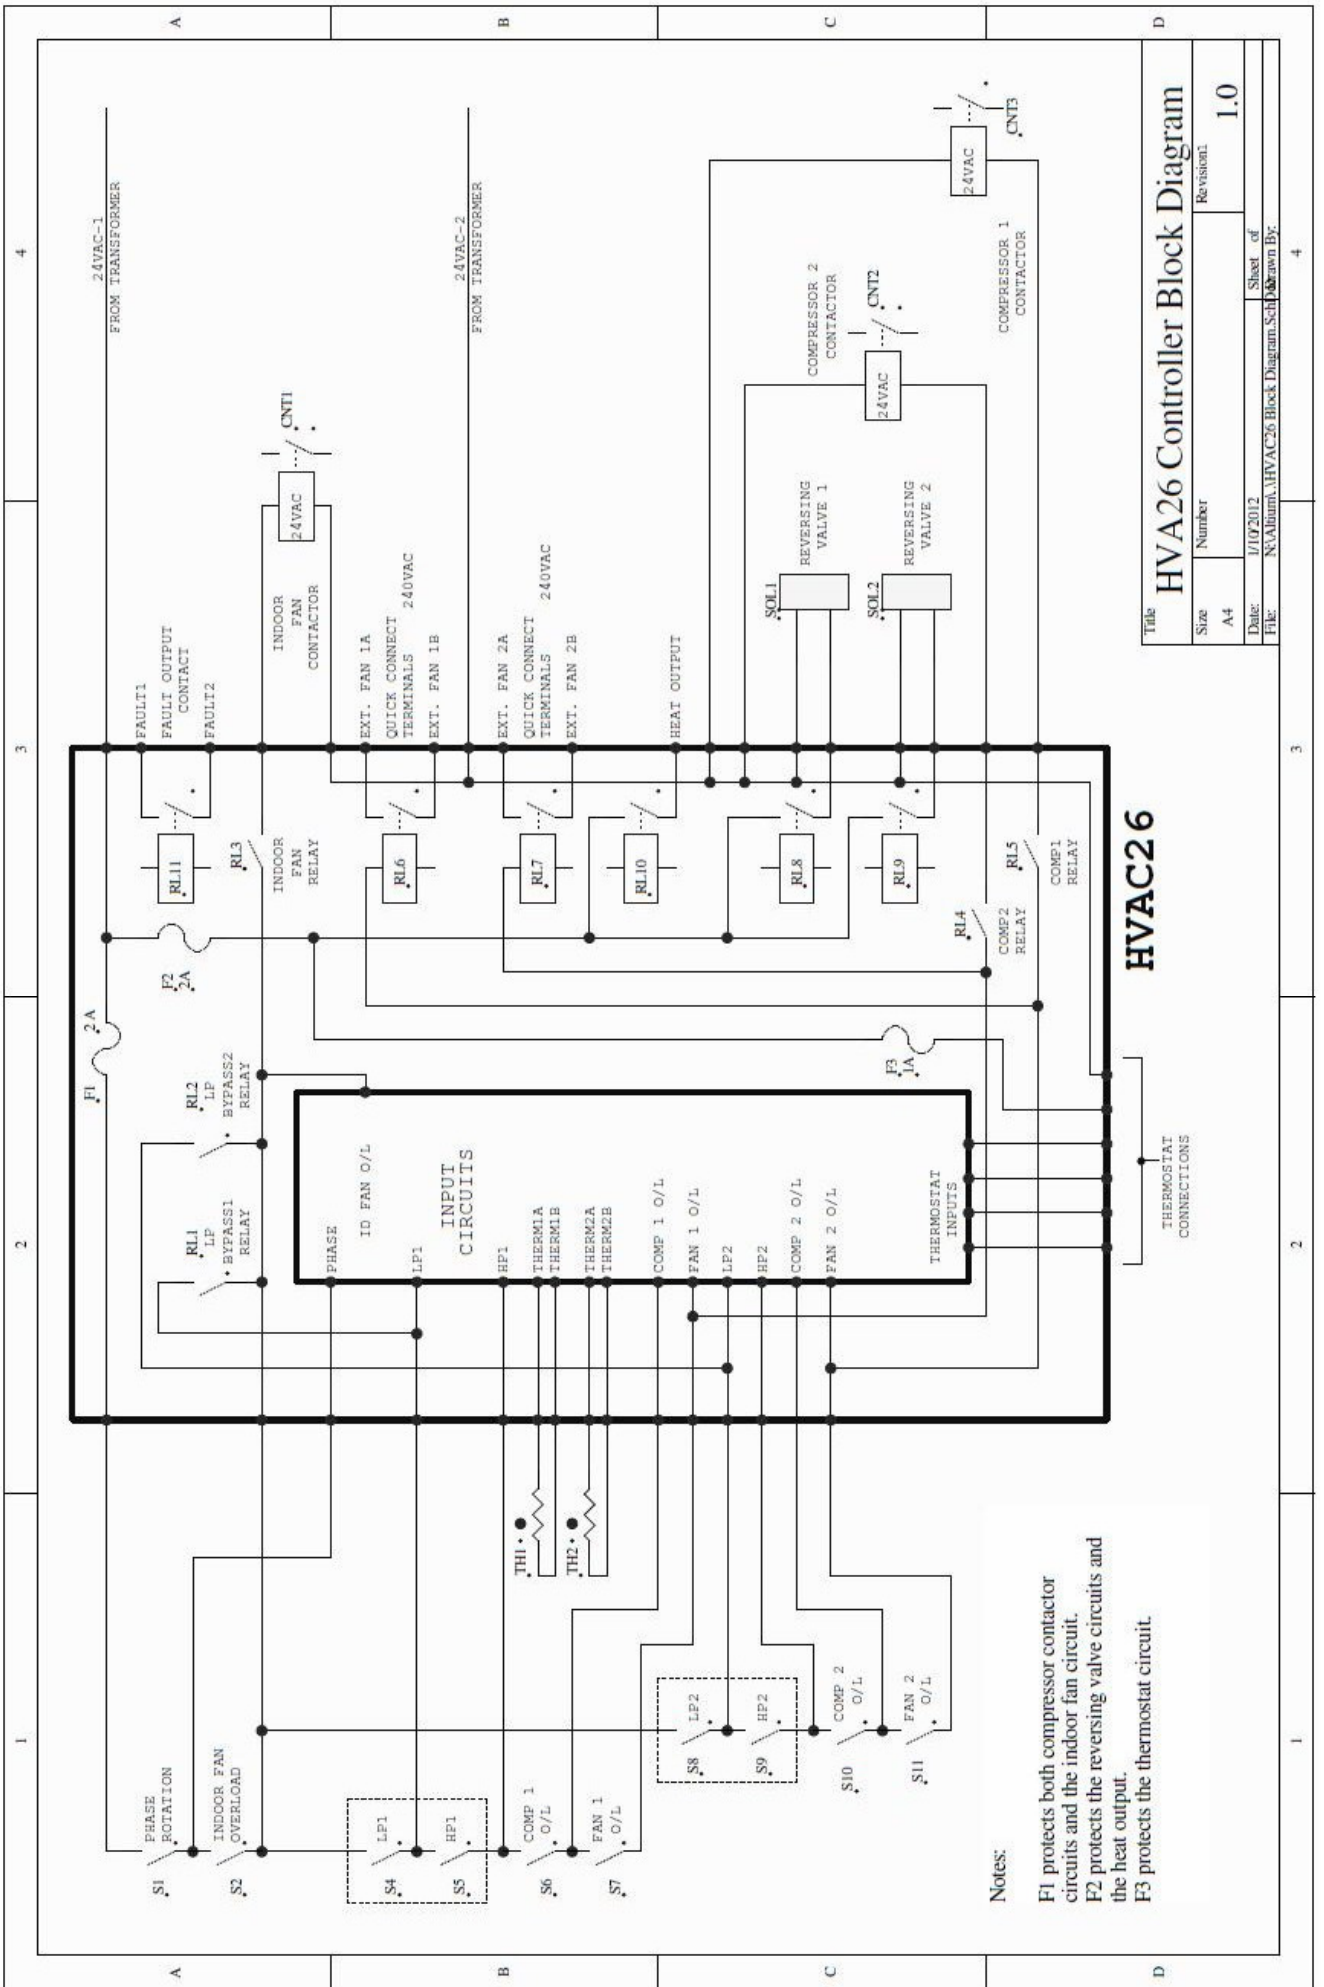 1
2
3
4
A
B
C
D
24VAC-1
FROM TRANSFORMER
24VAC-2
FROM TRANSFORMER
F1
2 A
F2
2A
F3
1A
FAULT1
FAULT OUTPUT
CONTACT
FAULT2
RL11
RL3
INDOOR
FAN
RELAY
INDOOR
FAN
CONTACTOR
24VAC
CNT1
RL1
LP
BYPASS1
RELAY
RL2
LP
BYPASS2
RELAY
PHASE
ROTATION
S1
INDOOR FAN
OVERLOAD
S2
LP1
S4
HP1
S5
COMP 1
O/L
S6
FAN 1
O/L
S7
LP2
S8
HP2
S9
COMP 2
O/L
S10
FAN 2
O/L
S11
TH1
TH2
PHASE
ID FAN O/L
LP1
INPUT
CIRCUITS
HP1
THERM1A
THERM1B
THERM2A
THERM2B
COMP 1 O/L
FAN 1 O/L
LP2
HP2
COMP 2 O/L
FAN 2 O/L
THERMOSTAT
INPUTS
THERMOSTAT
CONNECTIONS
RL6
EXT. FAN 1A
QUICK CONNECT
TERMINALS 240VAC
EXT. FAN 1B
RL7
EXT. FAN 2A
QUICK CONNECT
TERMINALS 240VAC
EXT. FAN 2B
RL10
HEAT OUTPUT
RL8
SOL1
REVERSING
VALVE 1
RL9
SOL2
REVERSING
VALVE 2
RL4
COMP2
RELAY
RL5
COMP1
RELAY
COMPRESSOR 2
CONTACTOR
24VAC
CNT2
COMPRESSOR 1
CONTACTOR
24VAC
CNT3
HVAC26
Notes:
F1 protects both compressor contactor
circuits and the indoor fan circuit.
F2 protects the reversing valve circuits and
the heat output.
F3 protects the thermostat circuit.
Title
HVA26 Controller Block Diagram
Size
A4
Number
Revision1
1.0
Date:
1/10/2012
Sheet of
File:
N:\Altium\..\HVAC26 Block Diagram.SchDoc
Drawn By:
A
B
C
D
1
2
3
4